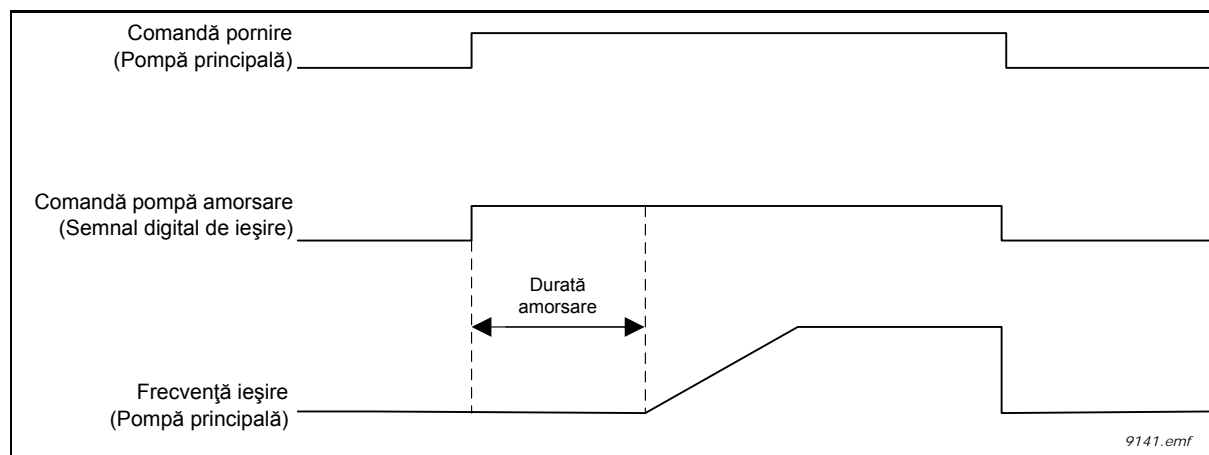 Comandă pornire
(Pompă principală)
Comandă pompă amorsare
(Semnal digital de ieşire)
Durată
amorsare
Frecvenţă ieşire
(Pompă principală)
9141.emf